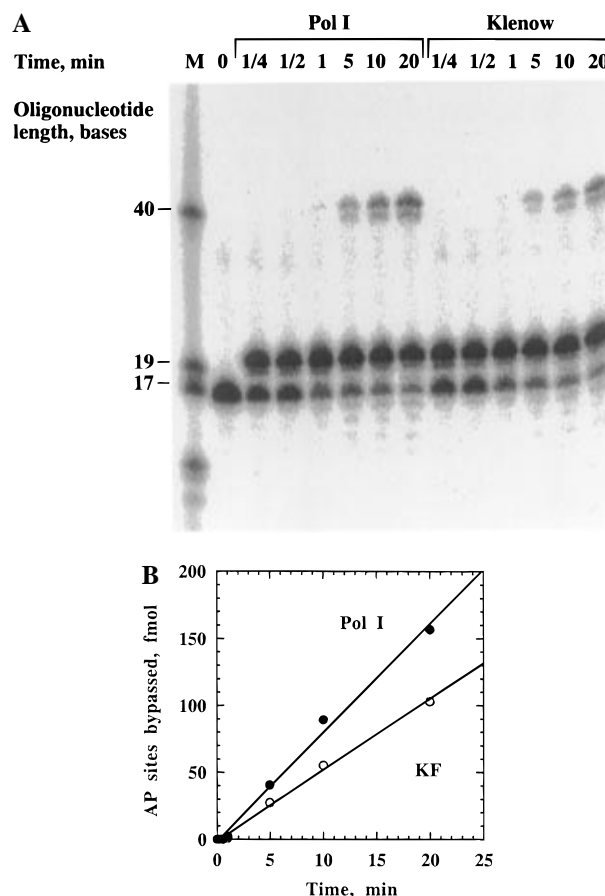 A
Pol I Klenow
Time, min M 0 1/4 1/2 1 5 10 20 1/4 1/2 1 5 10 20
Oligonucleotide
length, bases
40
19
17
B
200
150
100
50
0
AP sites bypassed, fmol
Pol I
KF
0 5 10 15 20 25
Time, min